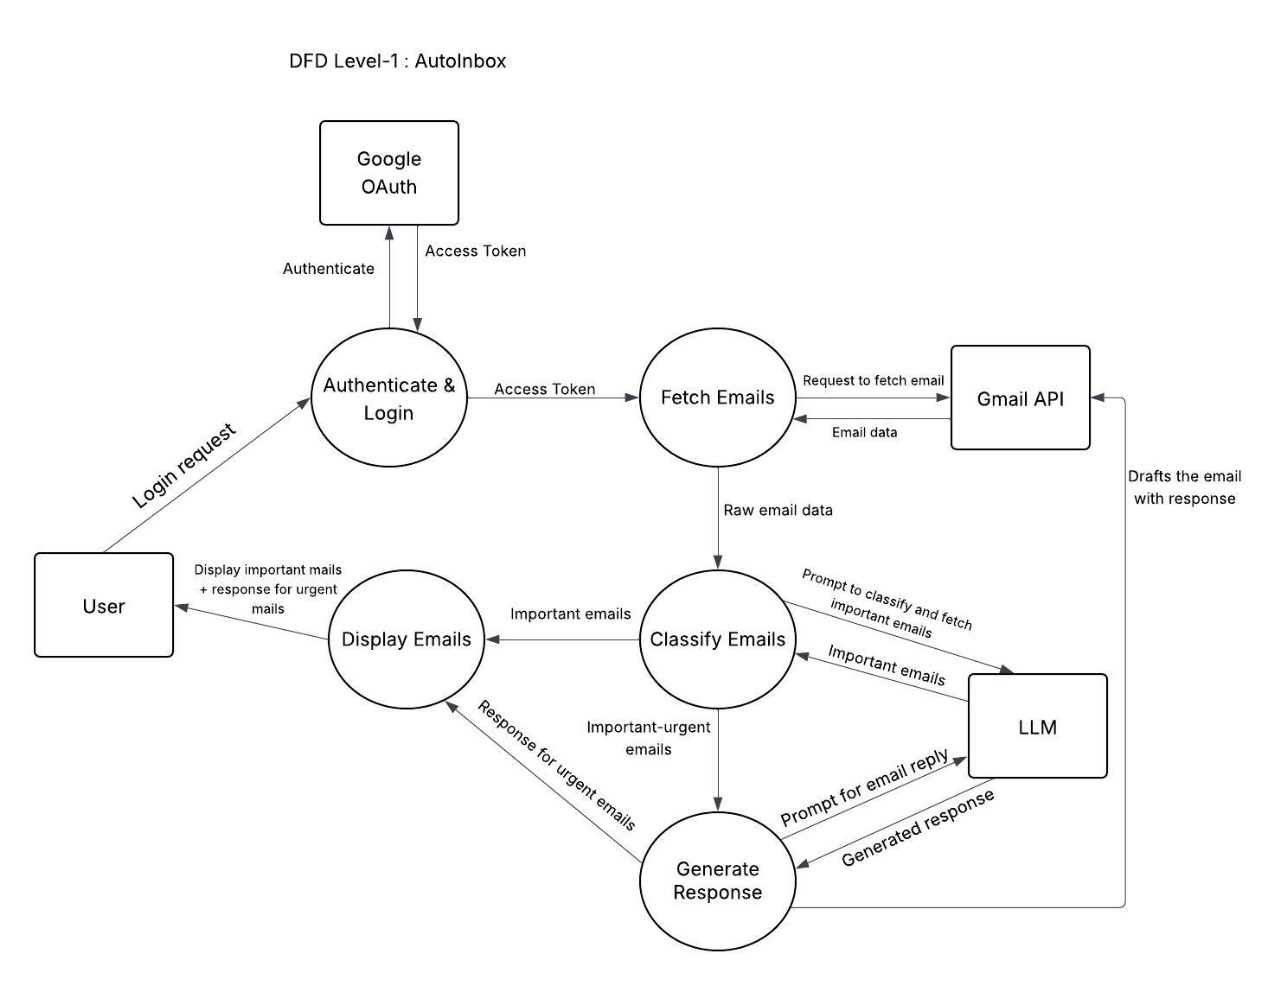 DFD Level-1 : AutoInbox
Google
OAuth
Authenticate
Access Token
Authenticate &
Login
Access Token
Fetch Emails
Request to fetch email
Email data
Gmail API
Login request
Drafts the email
with response
Raw email data
User
Display important mails
+ response for urgent
mails
Display Emails
Important emails
Classify Emails
Prompt to classify and fetch
important emails
Important emails
LLM
Important-urgent
emails
Response for urgent emails
Prompt for email reply
Generated response
Generate
Response